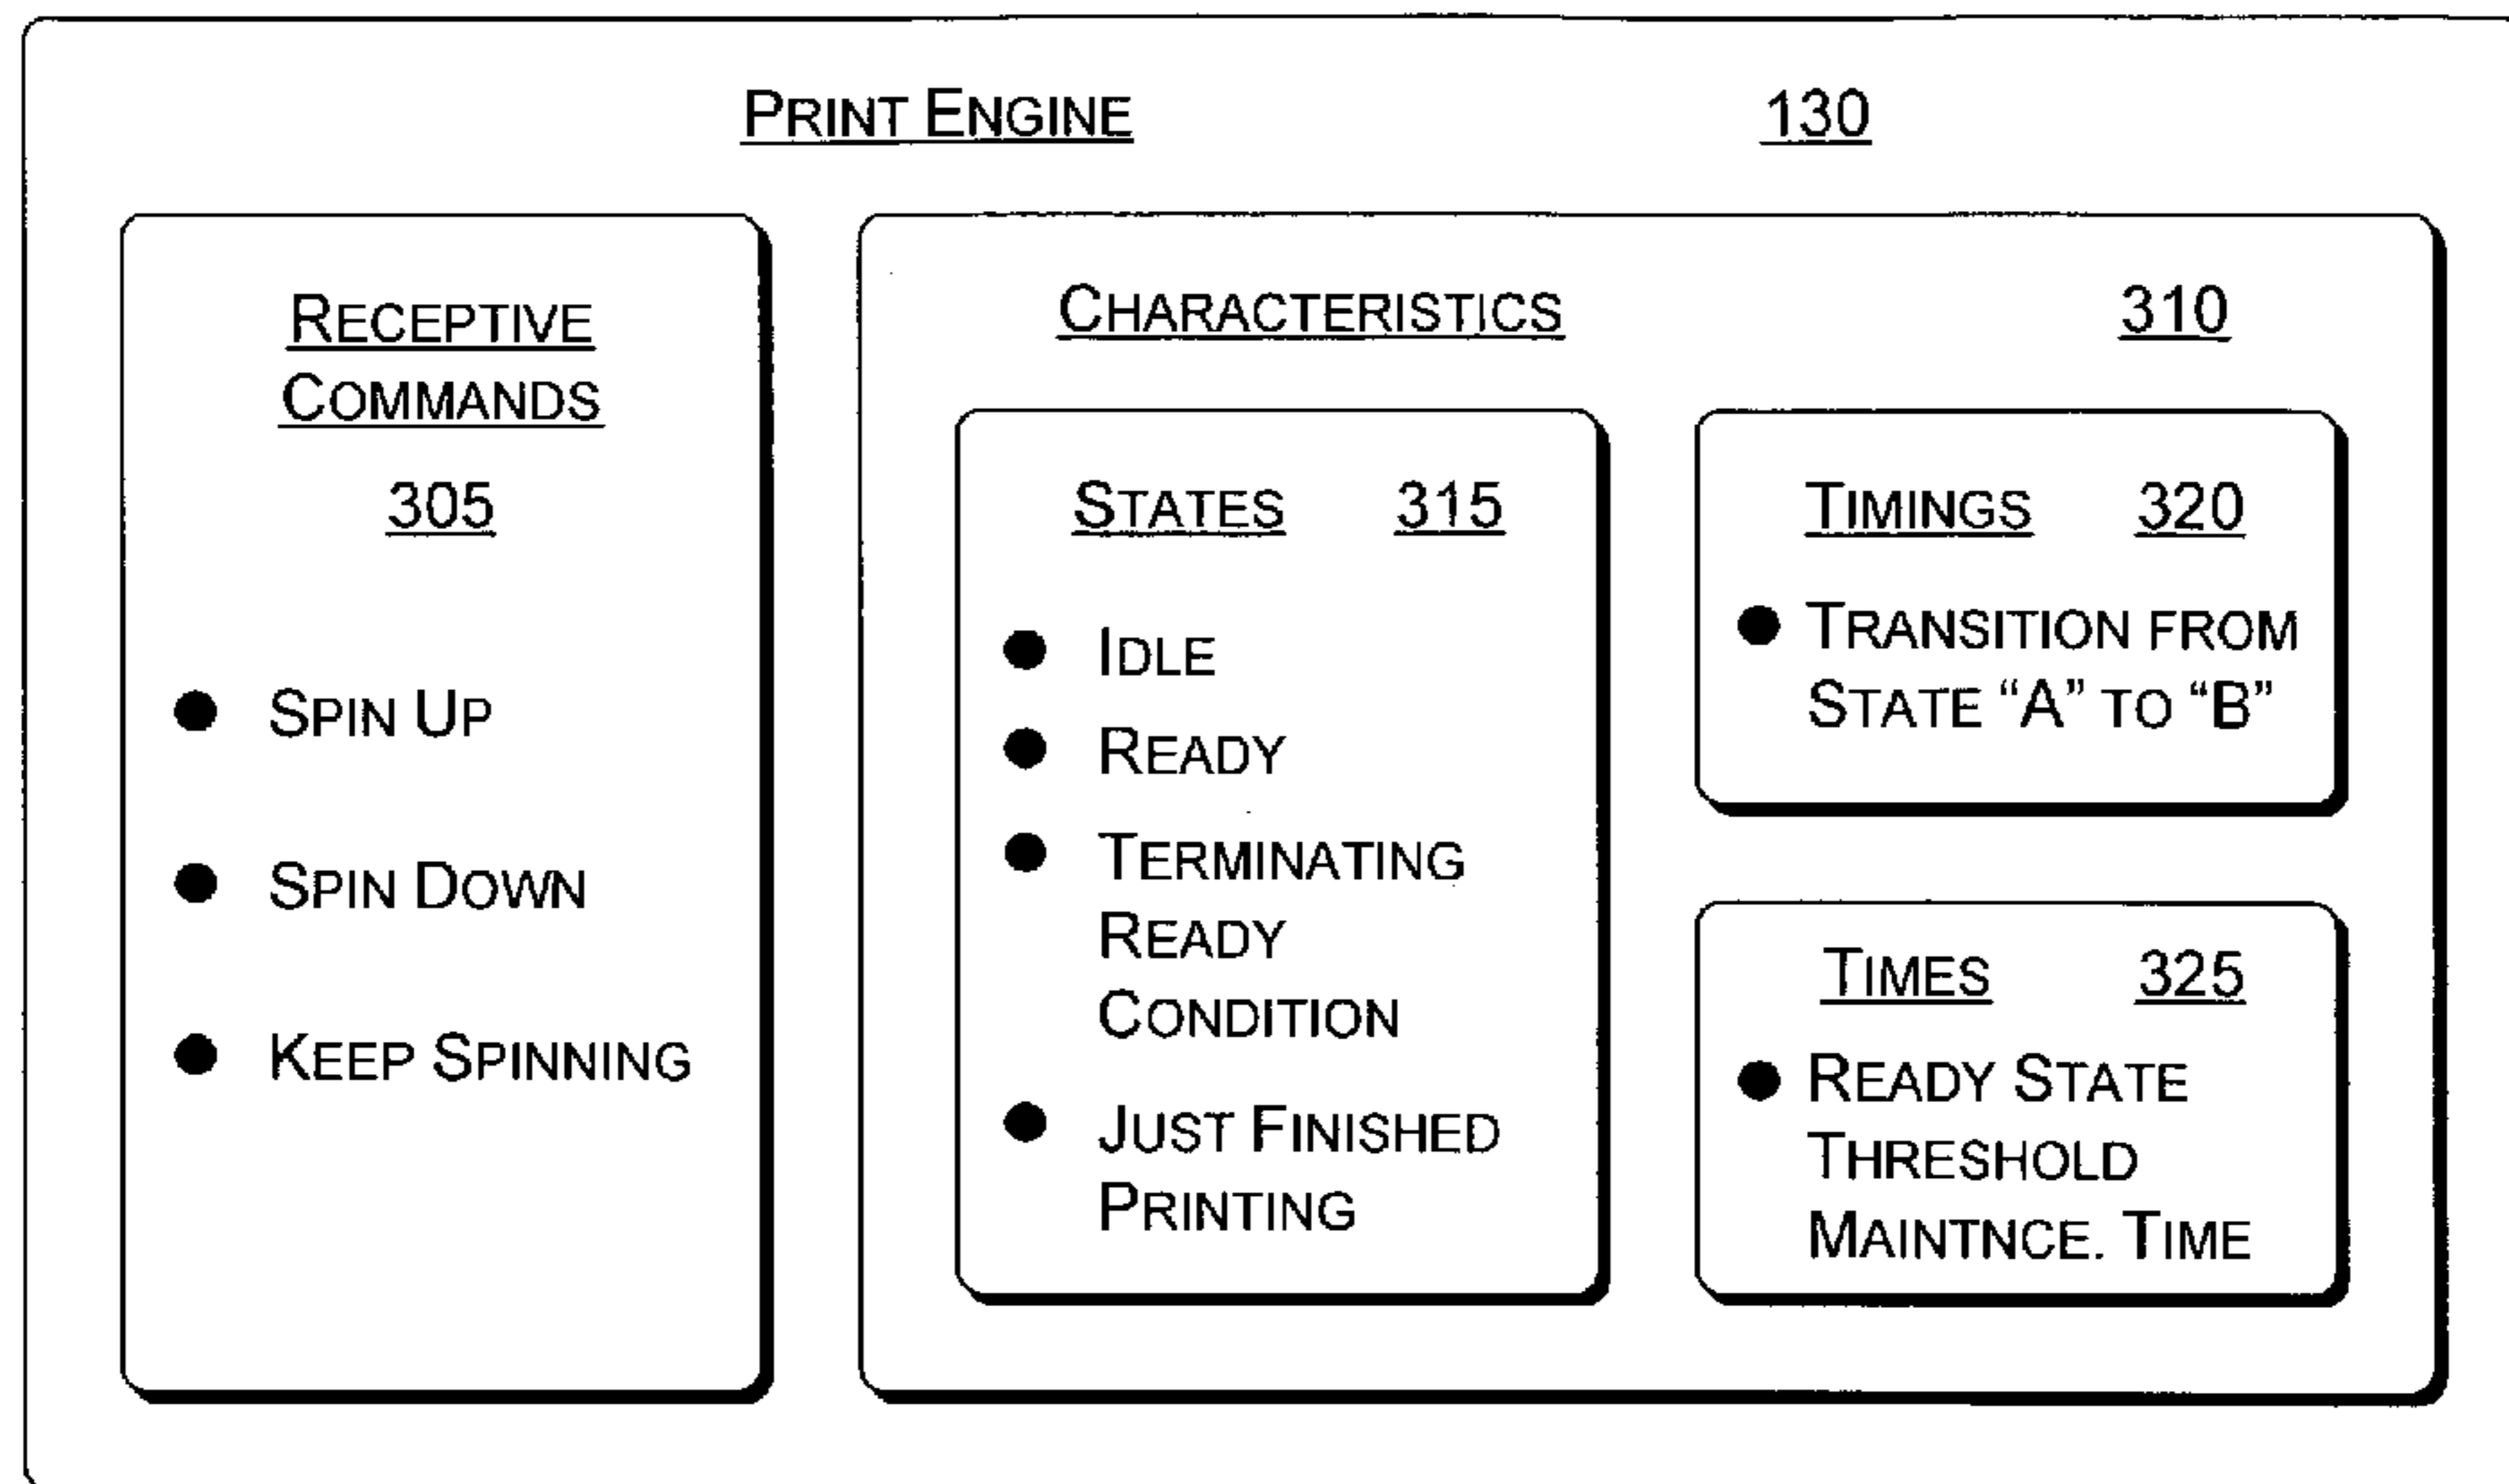 PRINT ENGINE 130
RECEPTIVE
COMMANDS
305
● SPIN UP
● SPIN DOWN
● KEEP SPINNING
CHARACTERISTICS 310
STATES 315
● IDLE
● READY
● TERMINATING
READY
CONDITION
● JUST FINISHED
PRINTING
TIMINGS 320
● TRANSITION FROM
STATE “A” TO “B”
TIMES 325
● READY STATE
THRESHOLD
MAINTNCE. TIME